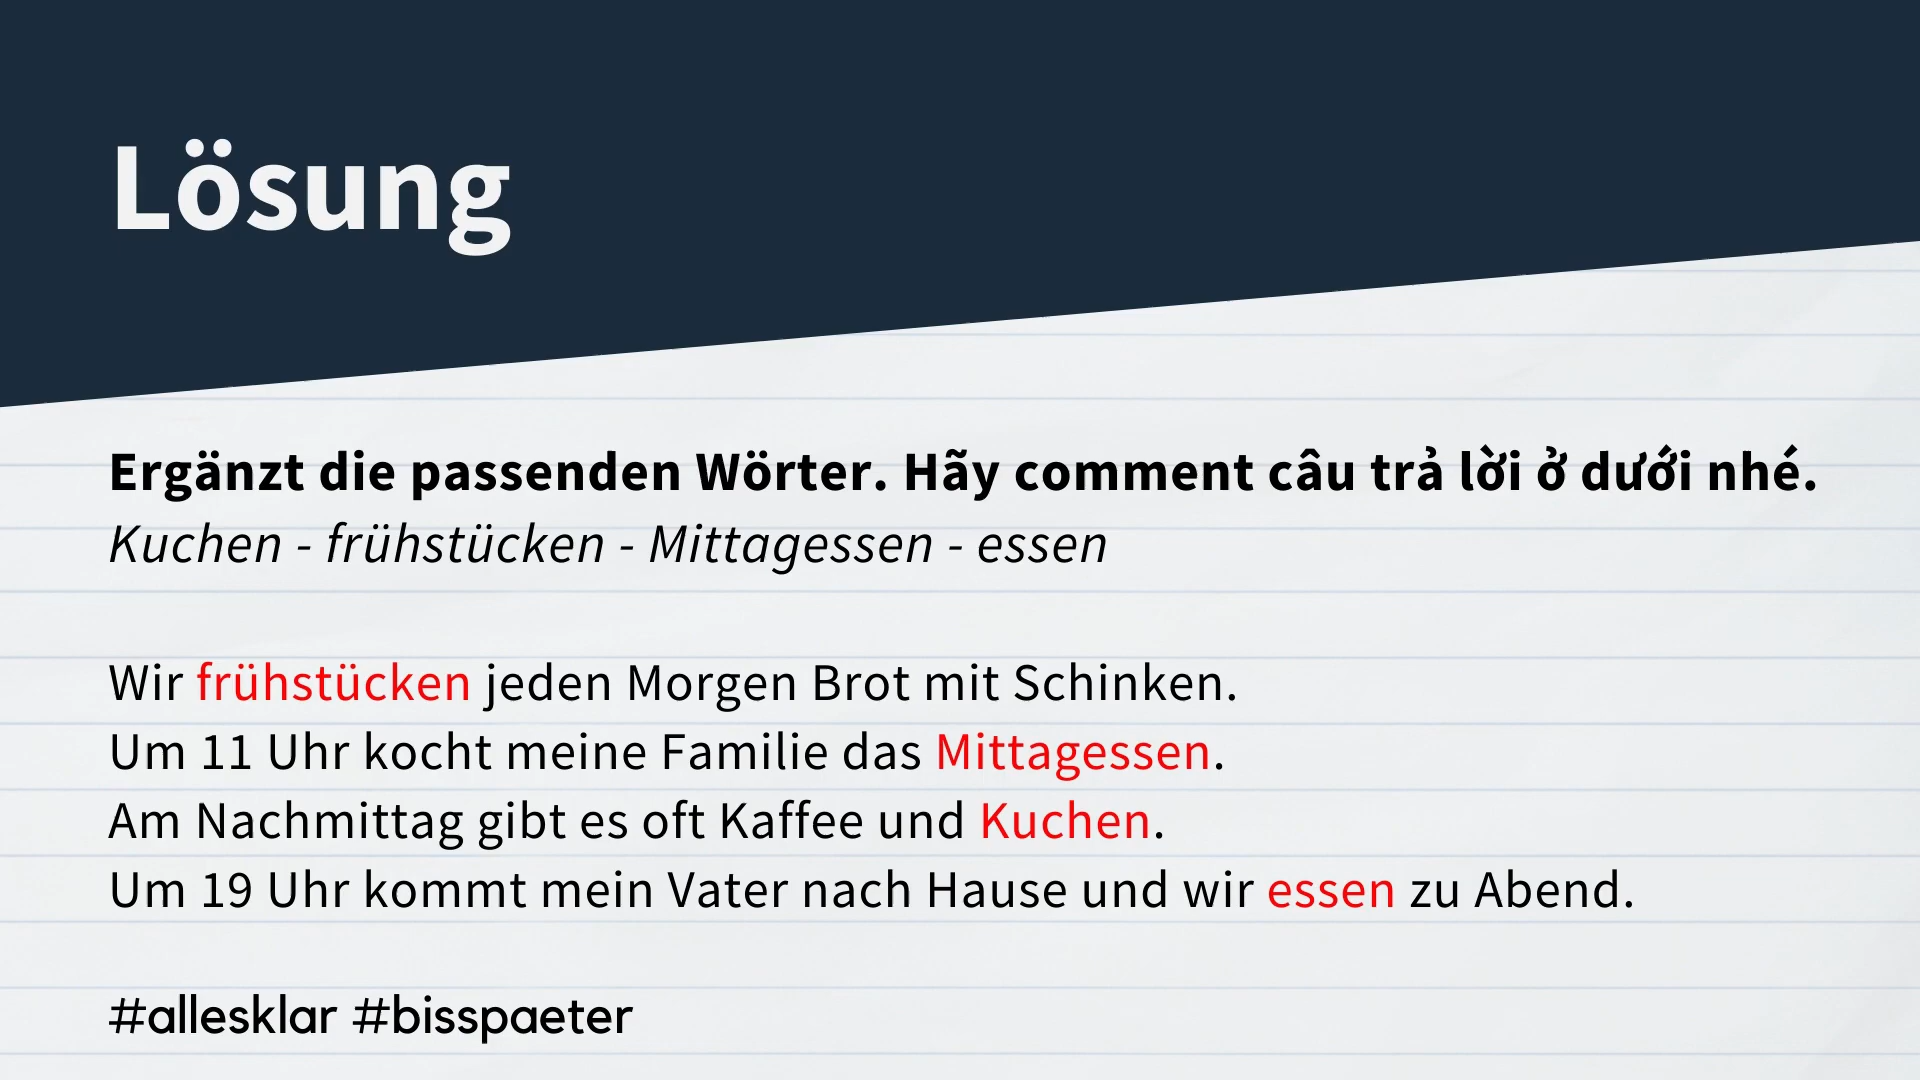 Lösung
Ergänzt die passenden Wörter. Hãy comment câu trả lời ở dưới nhé.
Kuchen - frühstücken - Mittagessen - essen
Wir frühstücken jeden Morgen Brot mit Schinken.
Um 11 Uhr kocht meine Familie das Mittagessen.
Am Nachmittag gibt es oft Kaffee und Kuchen.
Um 19 Uhr kommt mein Vater nach Hause und wir essen zu Abend.
#allesklar #bisspaeter